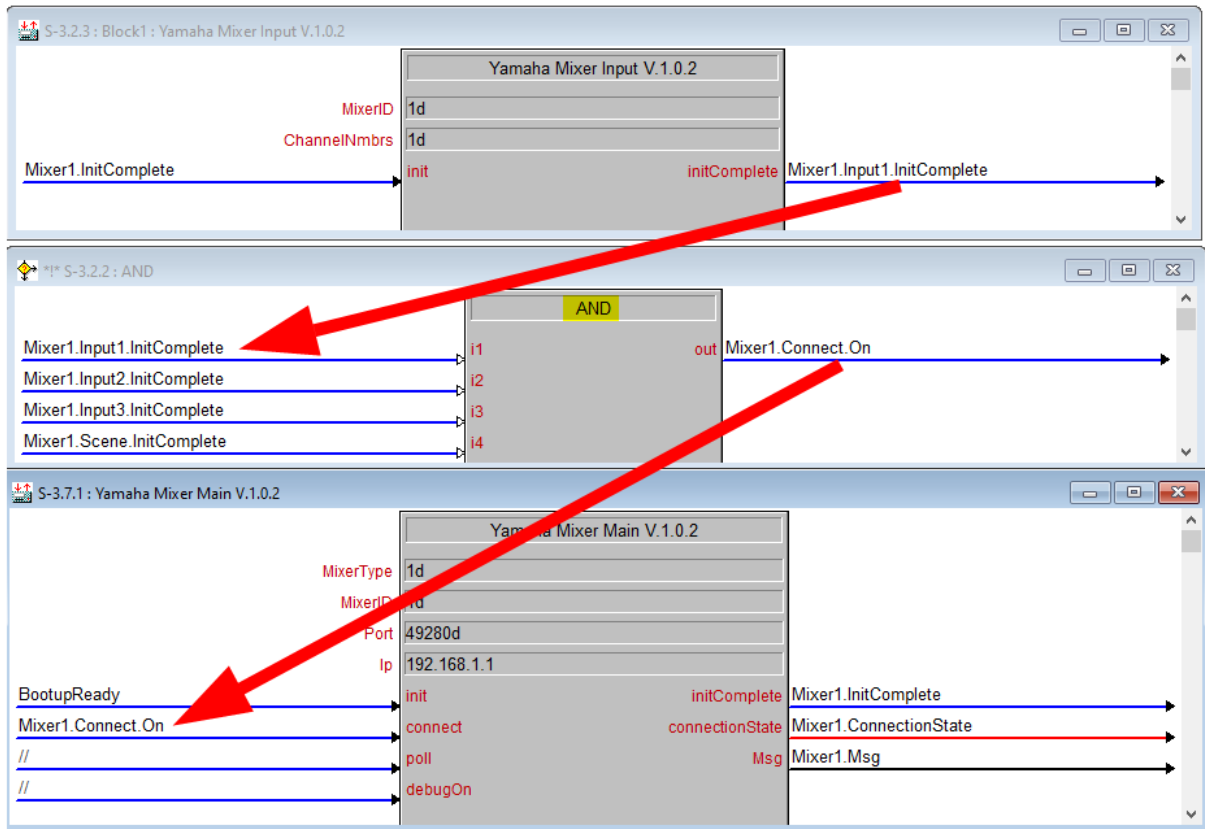 S-3.2.3 : Block1 : Yamaha Mixer Input V.1.0.2
Yamaha Mixer Input V.1.0.2
MixerID 1d
ChannelNmbrs 1d
Mixer1.InitComplete init initComplete Mixer1.Input1.InitComplete
*!* S-3.2.2 : AND
AND
Mixer1.Input1.InitComplete i1 out Mixer1.Connect.On
Mixer1.Input2.InitComplete i2
Mixer1.Input3.InitComplete i3
Mixer1.Scene.InitComplete i4
S-3.7.1 : Yamaha Mixer Main V.1.0.2
Yamaha Mixer Main V.1.0.2
MixerType 1d
MixerID 1d
Port 49280d
Ip 192.168.1.1
BootupReady init initComplete Mixer1.InitComplete
Mixer1.Connect.On connect connectionState Mixer1.ConnectionState
// poll Msg Mixer1.Msg
// debugOn